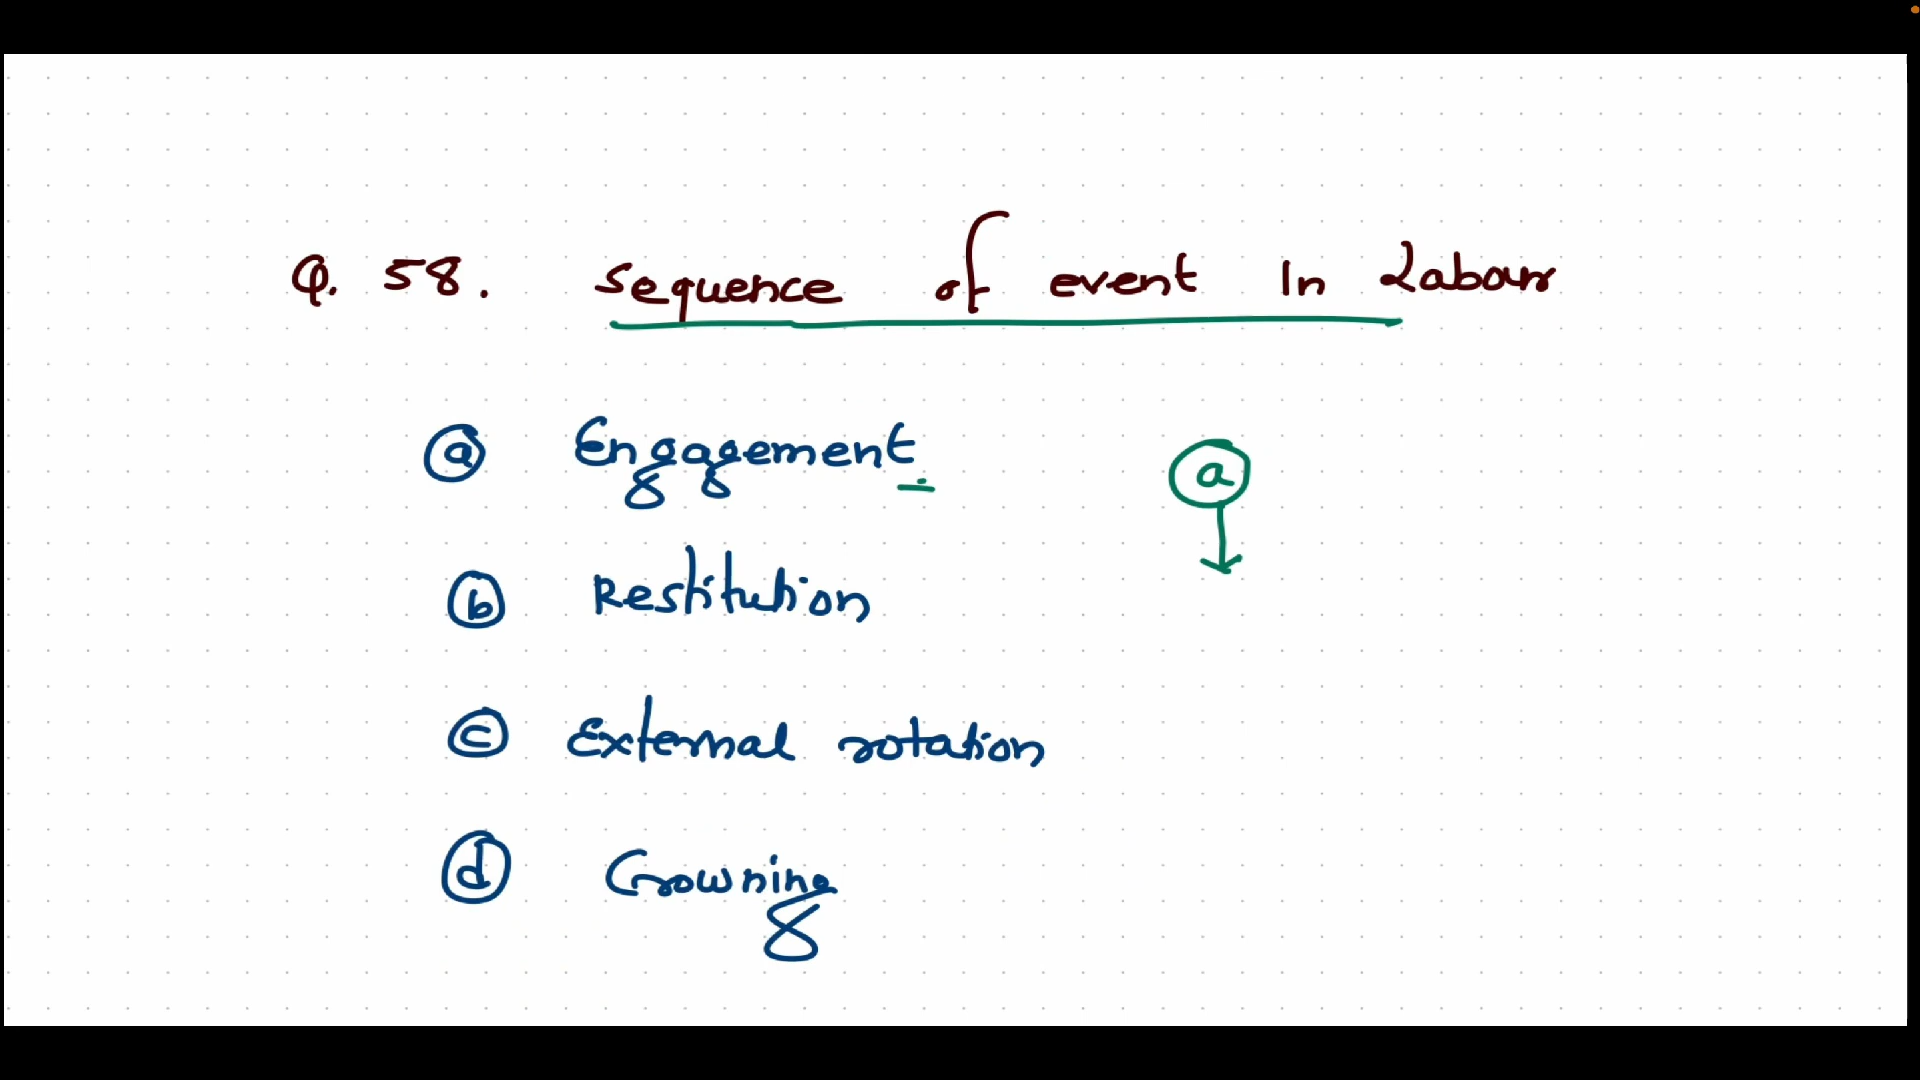 Q. 58. Sequence of event In Labour
a Engagement
a
b Restitution
c External rotation
d Crowning